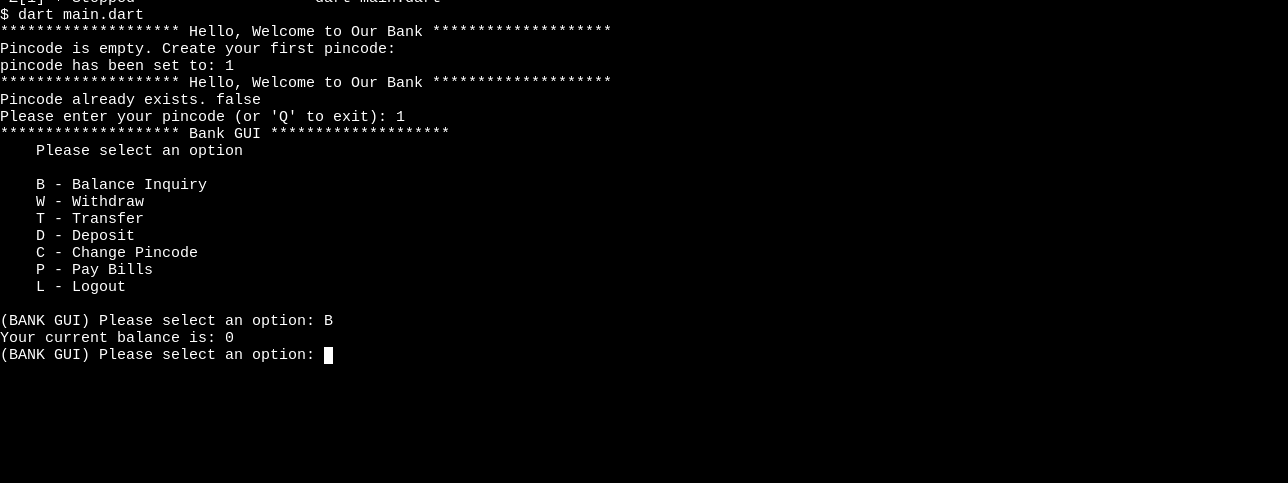 $ dart main.dart
******************** Hello, Welcome to Our Bank ********************
Pincode is empty. Create your first pincode:
pincode has been set to: 1
******************** Hello, Welcome to Our Bank ********************
Pincode already exists. false
Please enter your pincode (or 'Q' to exit): 1
******************** Bank GUI ********************
    Please select an option

    B - Balance Inquiry
    W - Withdraw
    T - Transfer
    D - Deposit
    C - Change Pincode
    P - Pay Bills
    L - Logout

(BANK GUI) Please select an option: B
Your current balance is: 0
(BANK GUI) Please select an option: